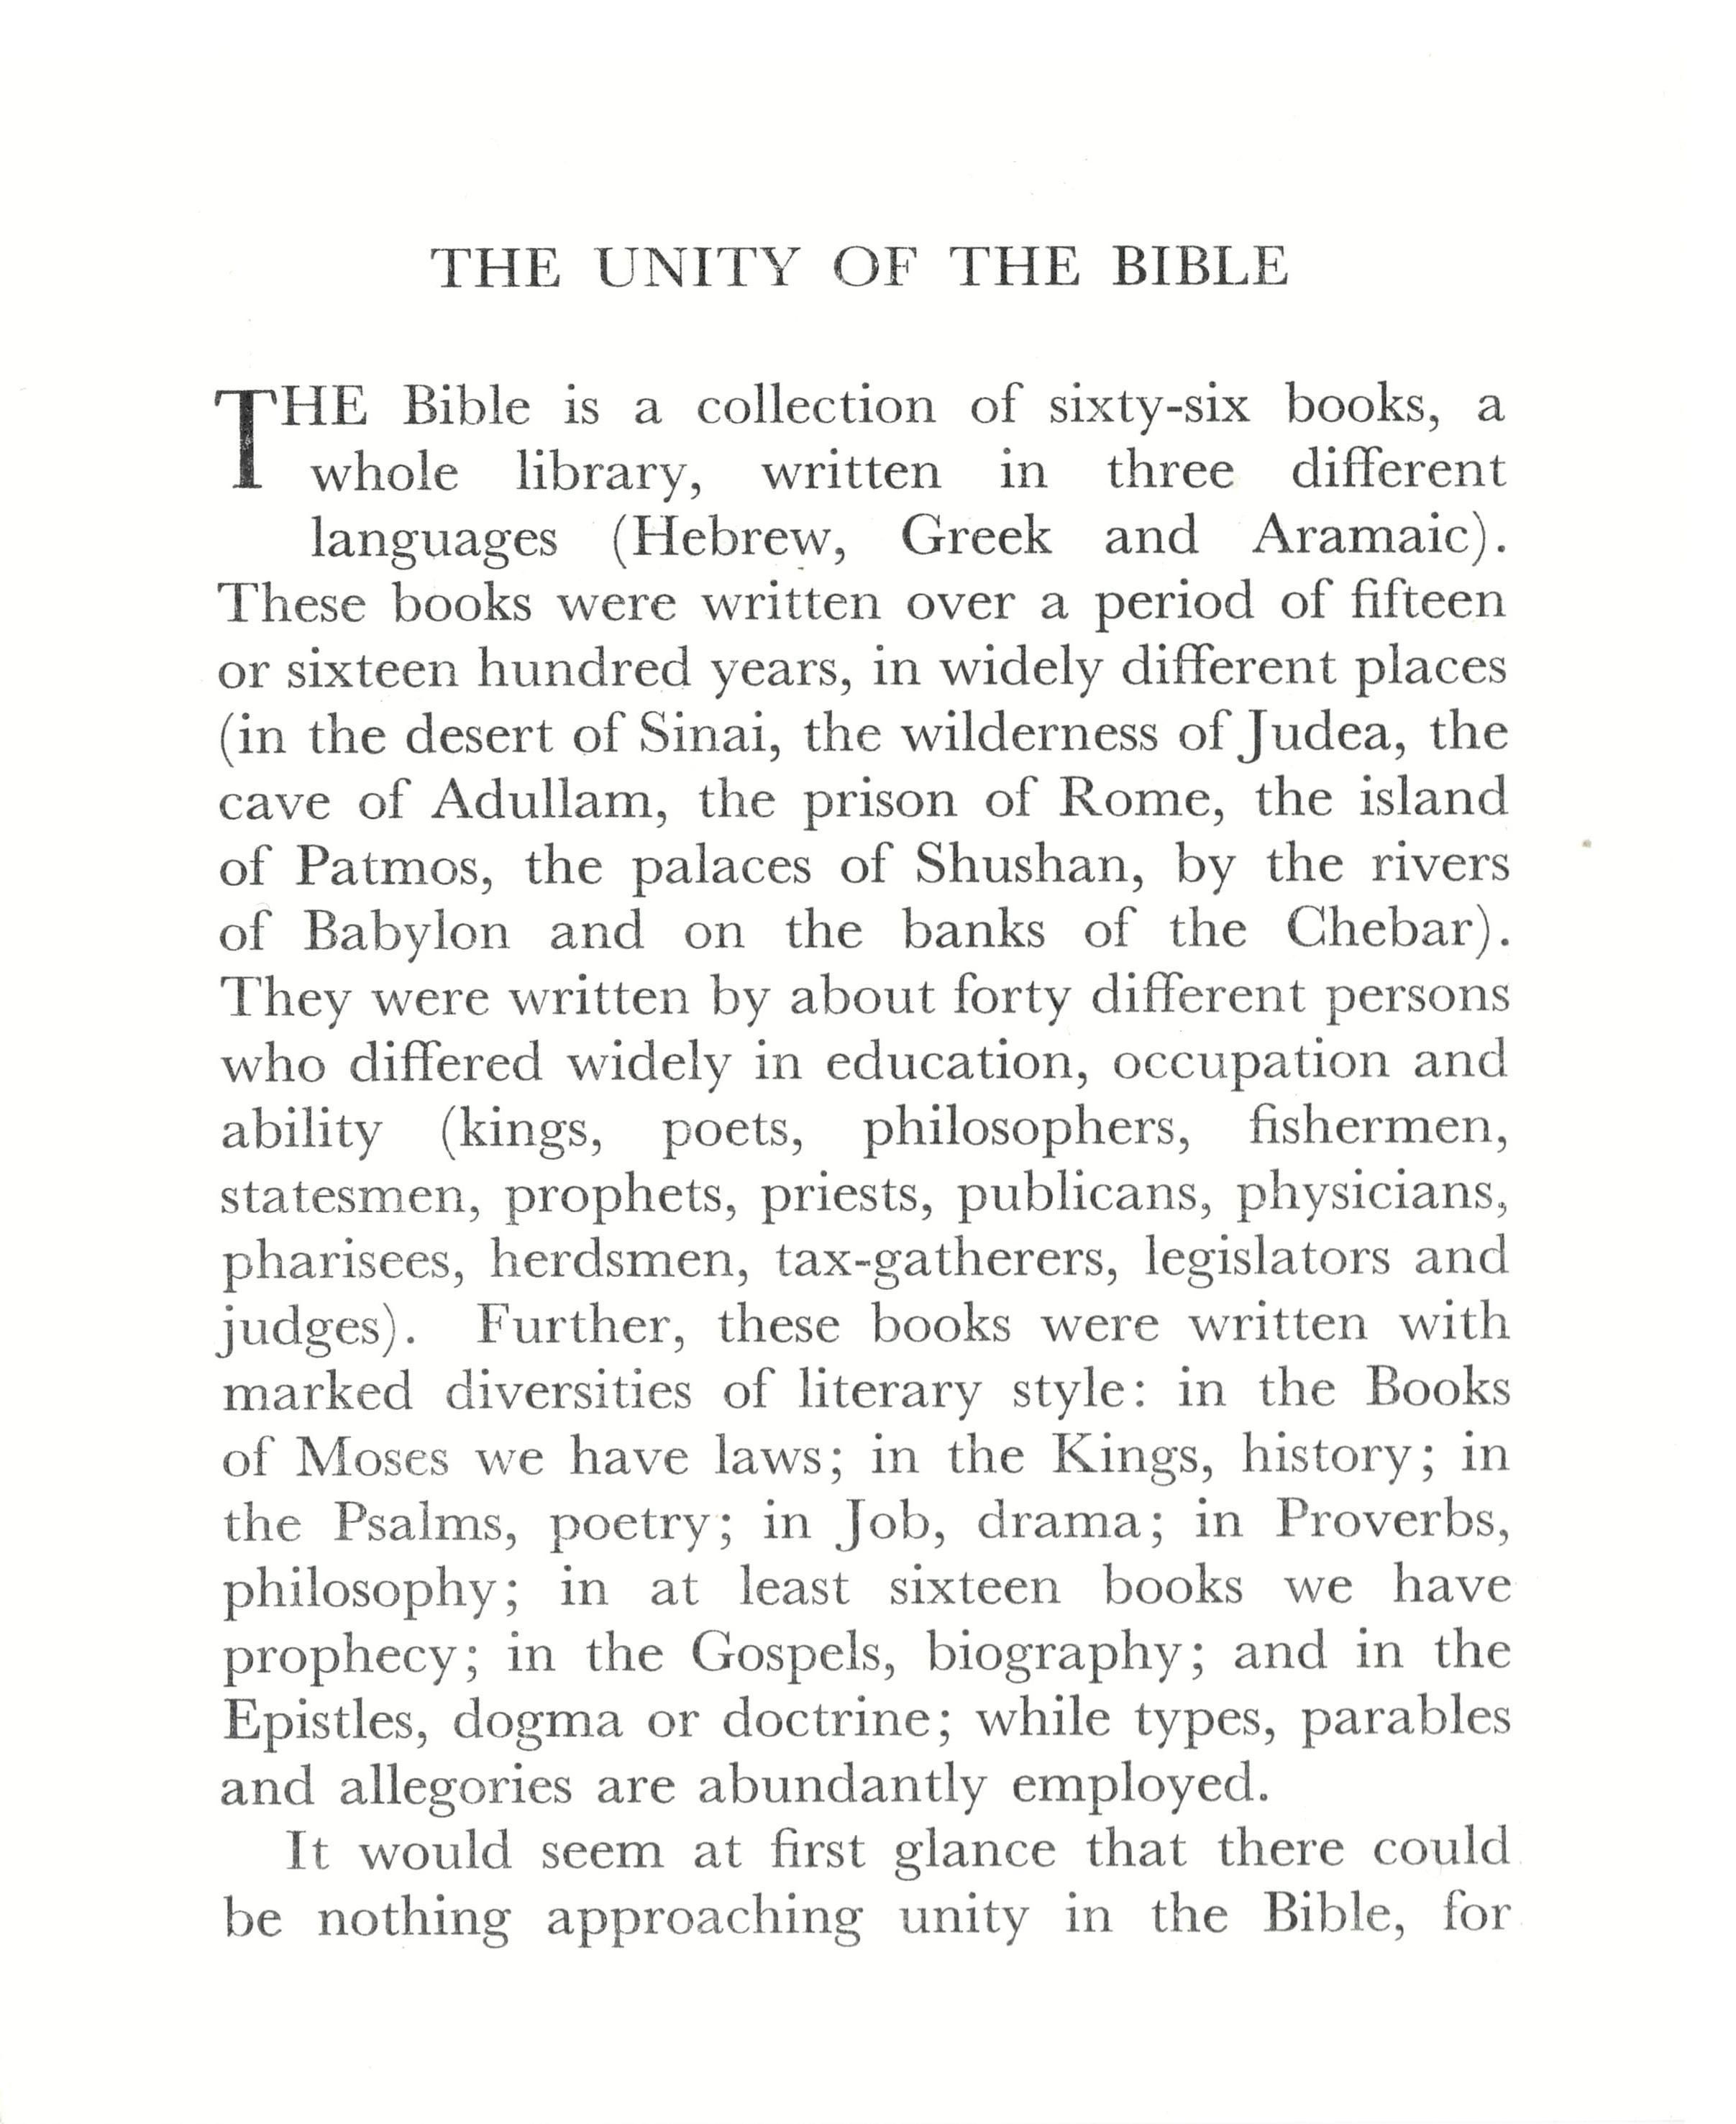 THE UNITY OF THE BIBLE
THE Bible is a collection of sixty-six books, a
whole library, written in three different
languages (Hebrew, Greek and Aramaic).
These books were written over a period of fifteen
or sixteen hundred years, in widely different places
(in the desert of Sinai, the wilderness of Judea, the
cave of Adullam, the prison of Rome, the island
of Patmos, the palaces of Shushan, by the rivers
of Babylon and on the banks of the Chebar).
They were written by about forty different persons
who differed widely in education, occupation and
ability (kings, poets, philosophers, fishermen,
statesmen, prophets, priests, publicans, physicians,
pharisees, herdsmen, tax-gatherers, legislators and
judges). Further, these books were written with
marked diversities of literary style: in the Books
of Moses we have laws; in the Kings, history; in
the Psalms, poetry; in Job, drama; in Proverbs,
philosophy; in at least sixteen books we have
prophecy; in the Gospels, biography; and in the
Epistles, dogma or doctrine; while types, parables
and allegories are abundantly employed.
It would seem at first glance that there could
be nothing approaching unity in the Bible, for